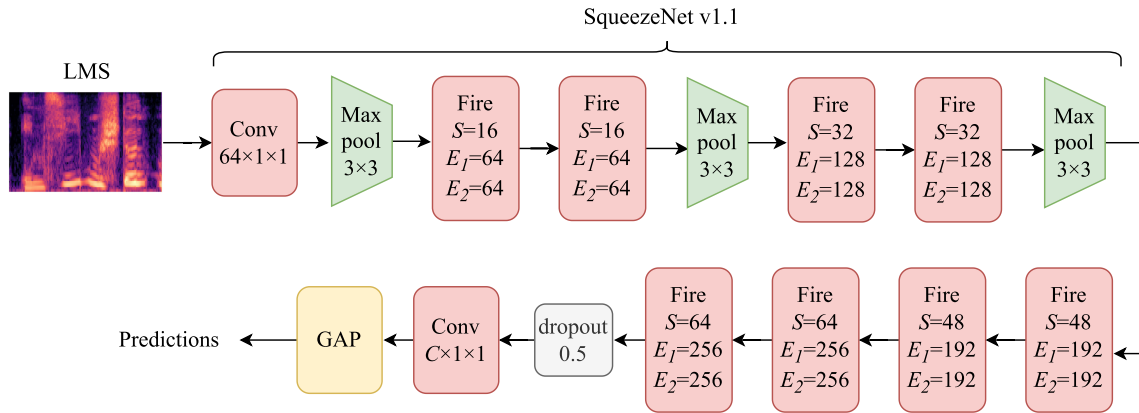 SqueezeNet v1.1
LMS
Conv
64×1×1
Max
pool
3×3
Fire
S=16
E1=64
E2=64
Fire
S=16
E1=64
E2=64
Max
pool
3×3
Fire
S=32
E1=128
E2=128
Fire
S=32
E1=128
E2=128
Max
pool
3×3
Fire
S=48
E1=192
E2=192
Fire
S=48
E1=192
E2=192
Fire
S=64
E1=256
E2=256
Fire
S=64
E1=256
E2=256
dropout
0.5
Conv
C×1×1
GAP
Predictions